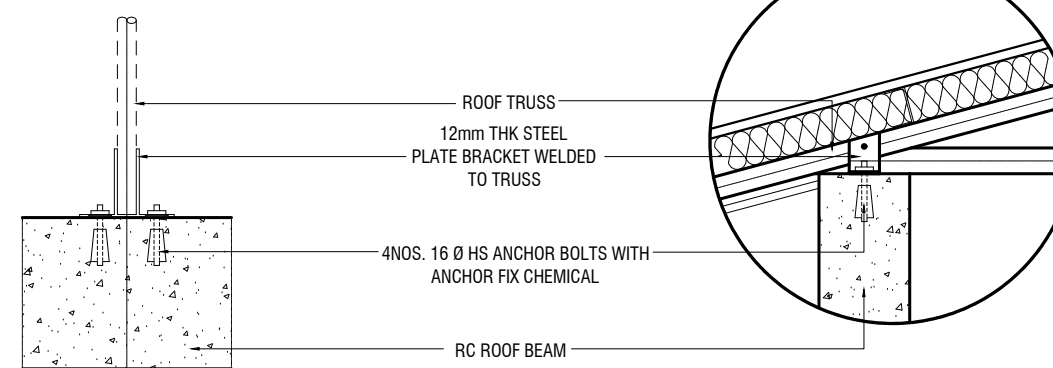 ROOF TRUSS
12mm THK STEEL
PLATE BRACKET WELDED
TO TRUSS
4NOS. 16 Ø HS ANCHOR BOLTS WITH
ANCHOR FIX CHEMICAL
RC ROOF BEAM